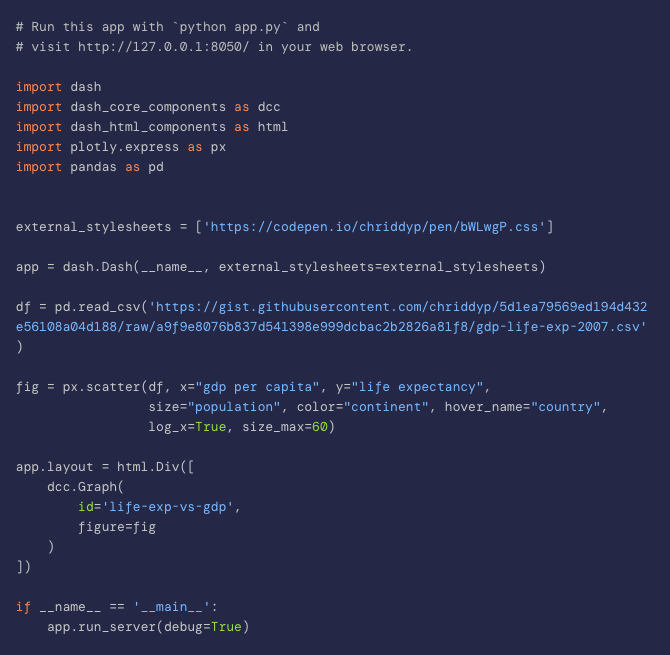 # Run this app with `python app.py` and
# visit http://127.0.0.1:8050/ in your web browser.
import dash
import dash_core_components as dcc
import dash_html_components as html
import plotly.express as px
import pandas as pd
external_stylesheets = ['https://codepen.io/chriddyp/pen/bWLwgP.css']
app = dash.Dash(__name__, external_stylesheets=external_stylesheets)
df = pd.read_csv('https://gist.githubusercontent.com/chriddyp/5d1ea79569ed194d432
e56108a04d188/raw/a9f9e8076b837d541398e999dcbac2b2826a81f8/gdp-life-exp-2007.csv'
)
fig = px.scatter(df, x="gdp per capita", y="life expectancy",
                 size="population", color="continent", hover_name="country",
                 log_x=True, size_max=60)
app.layout = html.Div([
    dcc.Graph(
        id='life-exp-vs-gdp',
        figure=fig
    )
])
if __name__ == '__main__':
    app.run_server(debug=True)